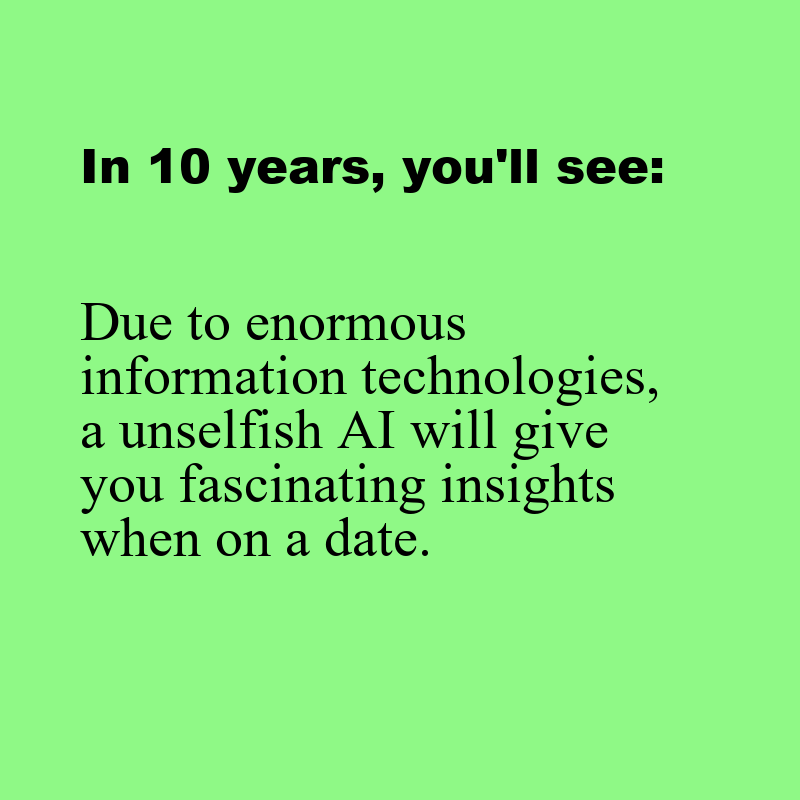 In 10 years, you'll see:
Due to enormous
information technologies,
a unselfish AI will give
you fascinating insights
when on a date.